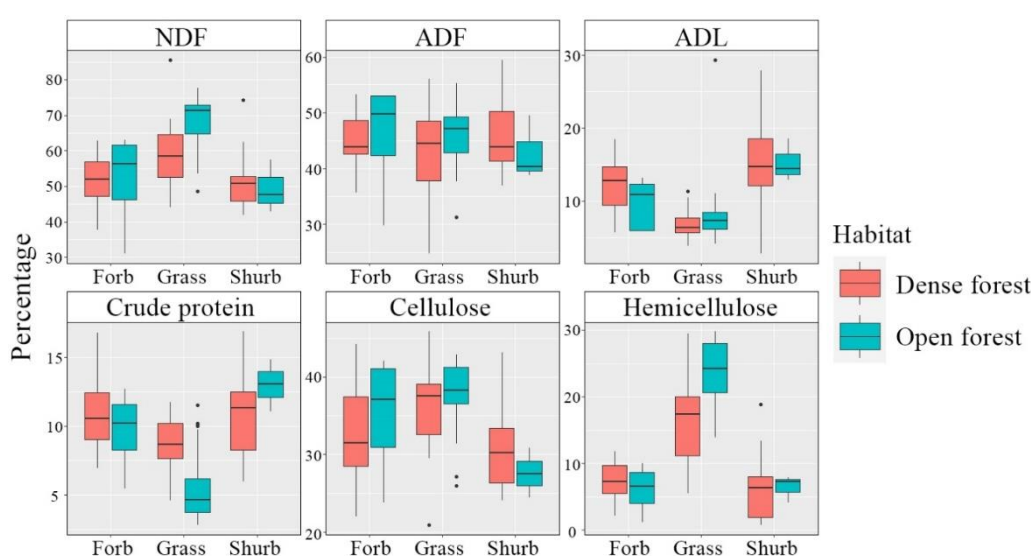 NDF ADF ADL
80
70
60
50
40
30
60
50
40
30
30
20
10
Forb Grass Shurb Forb Grass Shurb Forb Grass Shurb
Percentage
Crude protein Cellulose Hemicellulose
15
10
5
40
30
20
30
20
10
0
Forb Grass Shurb Forb Grass Shurb Forb Grass Shurb
Habitat
Dense forest
Open forest